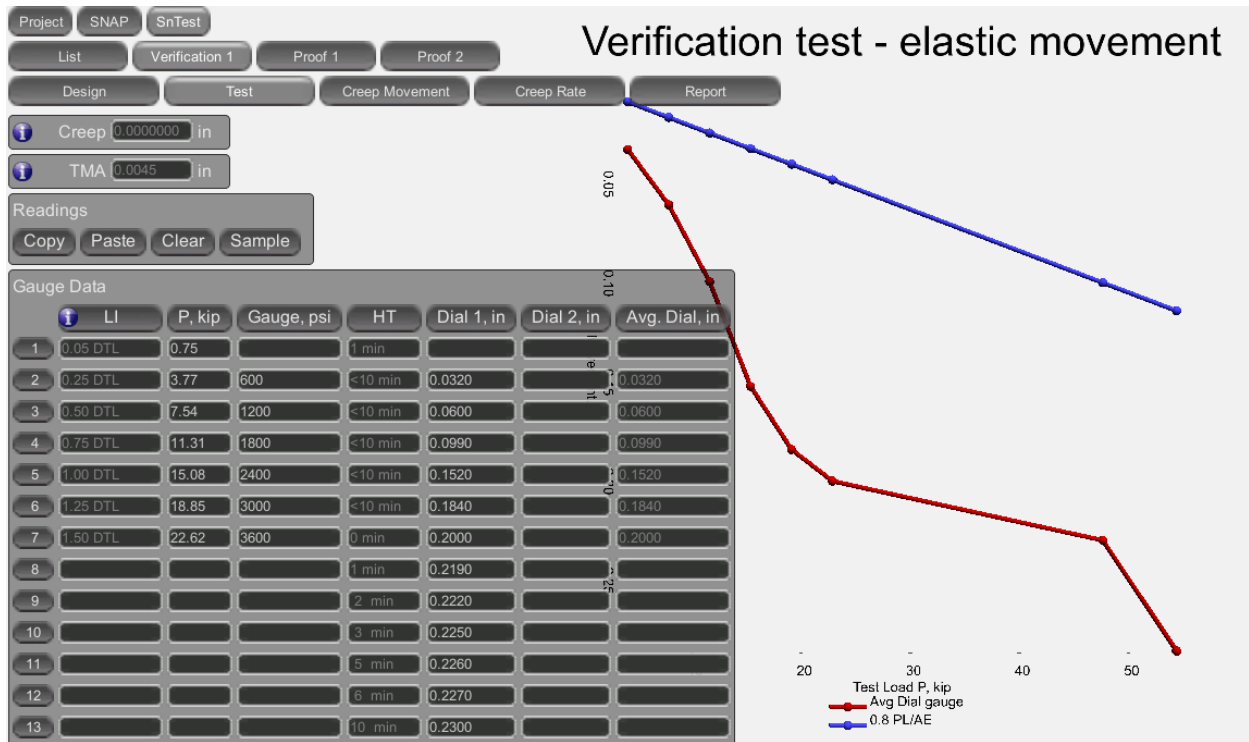 Project SNAP SnTest
Verification test - elastic movement
List Verification 1 Proof 1 Proof 2
Design Test Creep Movement Creep Rate Report
Creep 0.0000000 in
TMA 0.0045 in
0.05
Readings
Copy Paste Clear Sample
0.10
Gauge Data
LI P, kip Gauge, psi HT Dial 1, in Dial 2, in Avg. Dial, in
1 0.05 DTL 0.75 1 min
2 0.25 DTL 3.77 600 <10 min 0.0320 0.0320
3 0.50 DTL 7.54 1200 <10 min 0.0600 0.0600
4 0.75 DTL 11.31 1800 <10 min 0.0990 0.0990
5 1.00 DTL 15.08 2400 <10 min 0.1520 0.1520
6 1.25 DTL 18.85 3000 <10 min 0.1840 0.1840
7 1.50 DTL 22.62 3600 0 min 0.2000 0.2000
8 1 min 0.2190
9 2 min 0.2220
10 3 min 0.2250
11 5 min 0.2260
12 6 min 0.2270
13 10 min 0.2300
20 30 40 50
Test Load P, kip
Avg Dial gauge
0.8 PL/AE